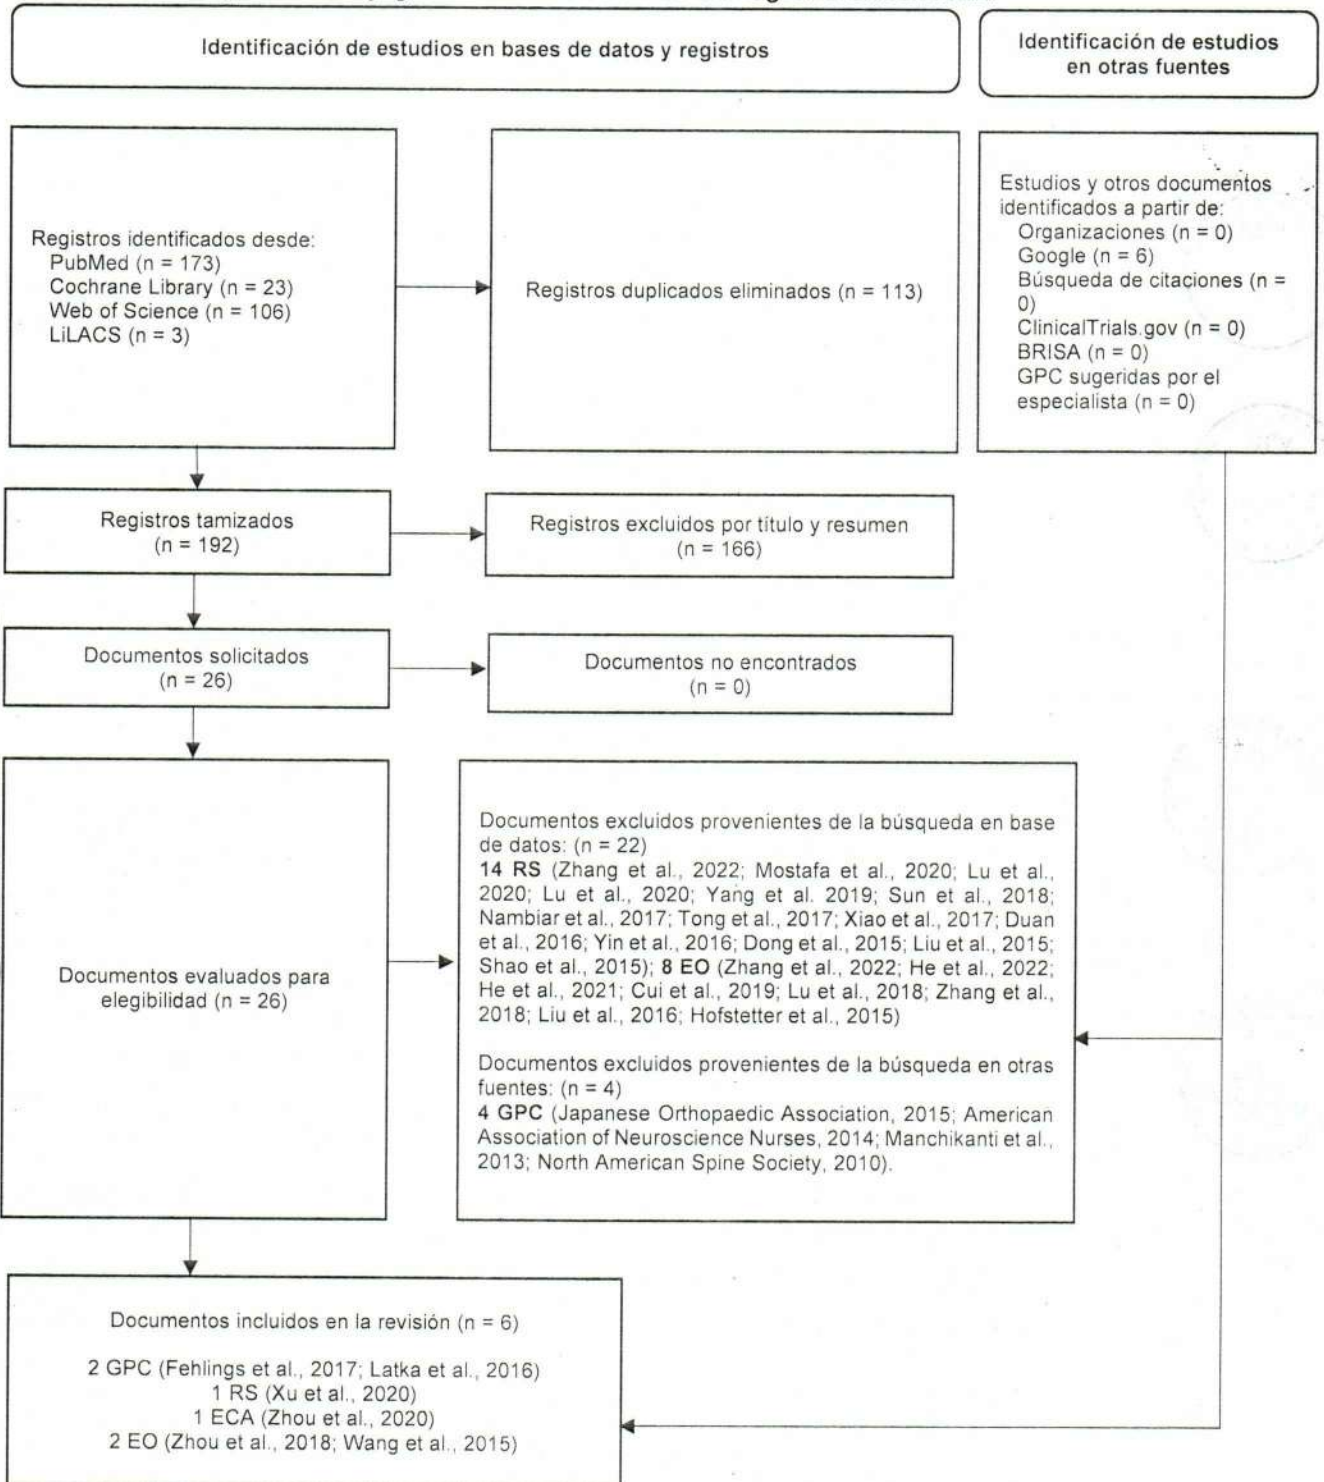 Identificación de estudios en bases de datos y registros
Identificación de estudios
en otras fuentes
Registros identificados desde:
PubMed (n = 173)
Cochrane Library (n = 23)
Web of Science (n = 106)
LiLACS (n = 3)
Registros duplicados eliminados (n = 113)
Estudios y otros documentos
identificados a partir de:
Organizaciones (n = 0)
Google (n = 6)
Búsqueda de citaciones (n =
0)
ClinicalTrials.gov (n = 0)
BRISA (n = 0)
GPC sugeridas por el
especialista (n = 0)
Registros tamizados
(n = 192)
Registros excluidos por título y resumen
(n = 166)
Documentos solicitados
(n = 26)
Documentos no encontrados
(n = 0)
Documentos evaluados para
elegibilidad (n = 26)
Documentos excluidos provenientes de la búsqueda en base
de datos: (n = 22)
14 RS (Zhang et al., 2022; Mostafa et al., 2020; Lu et al.,
2020; Lu et al., 2020; Yang et al. 2019; Sun et al., 2018;
Nambiar et al., 2017; Tong et al., 2017; Xiao et al., 2017; Duan
et al., 2016; Yin et al., 2016; Dong et al., 2015; Liu et al., 2015;
Shao et al., 2015); 8 EO (Zhang et al., 2022; He et al., 2022;
He et al., 2021; Cui et al., 2019; Lu et al., 2018; Zhang et al.,
2018; Liu et al., 2016; Hofstetter et al., 2015)
Documentos excluidos provenientes de la búsqueda en otras
fuentes: (n = 4)
4 GPC (Japanese Orthopaedic Association, 2015; American
Association of Neuroscience Nurses, 2014; Manchikanti et al.,
2013; North American Spine Society, 2010).
Documentos incluidos en la revisión (n = 6)
2 GPC (Fehlings et al., 2017; Latka et al., 2016)
1 RS (Xu et al., 2020)
1 ECA (Zhou et al., 2020)
2 EO (Zhou et al., 2018; Wang et al., 2015)